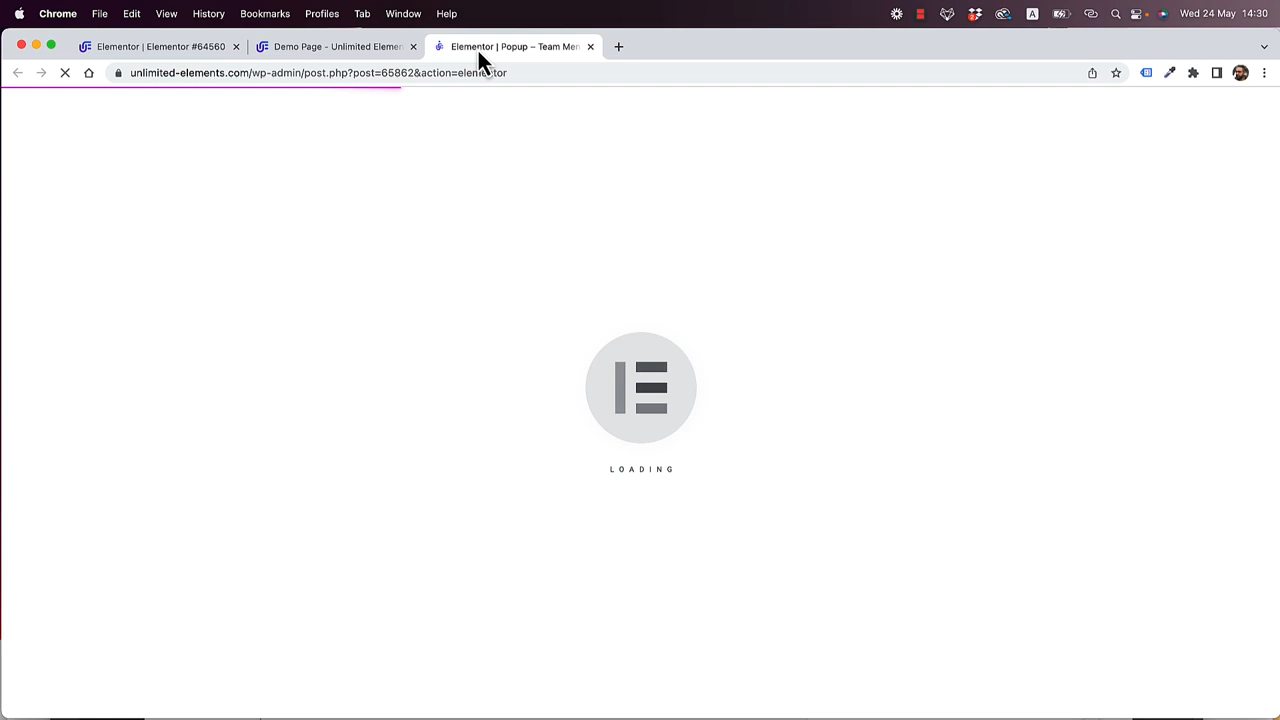 Chrome File Edit View History Bookmarks Profiles Tab Window Help A Wed 24 May 14:30
Elementor | Elementor #64560 Demo Page - Unlimited Elemen Elementor | Popup – Team Mem
unlimited-elements.com/wp-admin/post.php?post=65862&action=elementor
LOADING